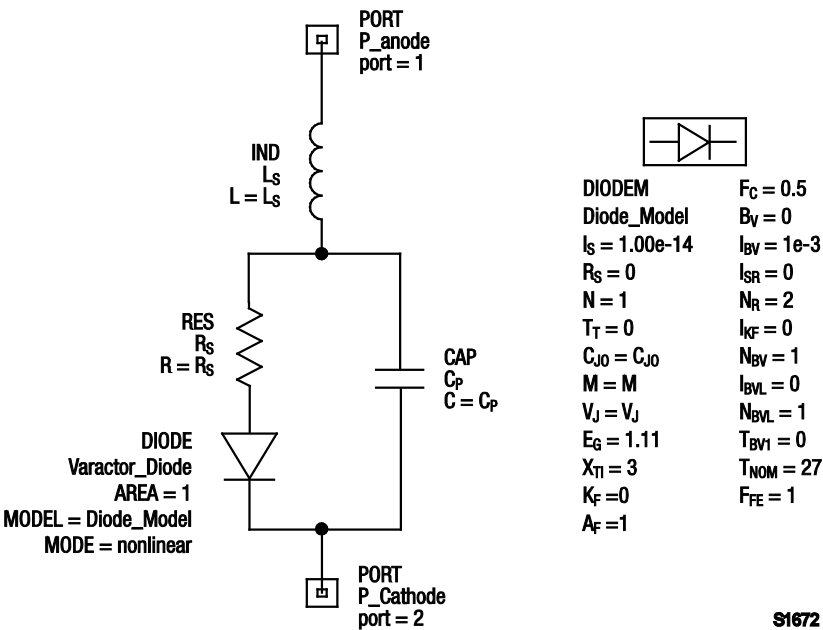 PORT
P_anode
port = 1
IND
LS
L = LS
RES
RS
R = RS
CAP
CP
C = CP
DIODE
Varactor_Diode
AREA = 1
MODEL = Diode_Model
MODE = nonlinear
PORT
P_Cathode
port = 2
DIODEM
Diode_Model
IS = 1.00e-14
RS = 0
N = 1
TT = 0
CJ0 = CJ0
M = M
VJ = VJ
EG = 1.11
XTI = 3
KF =0
AF =1
FC = 0.5
BV = 0
IBV = 1e-3
ISR = 0
NR = 2
IKF = 0
NBV = 1
IBVL = 0
NBVL = 1
TBV1 = 0
TNOM = 27
FFE = 1
S1672